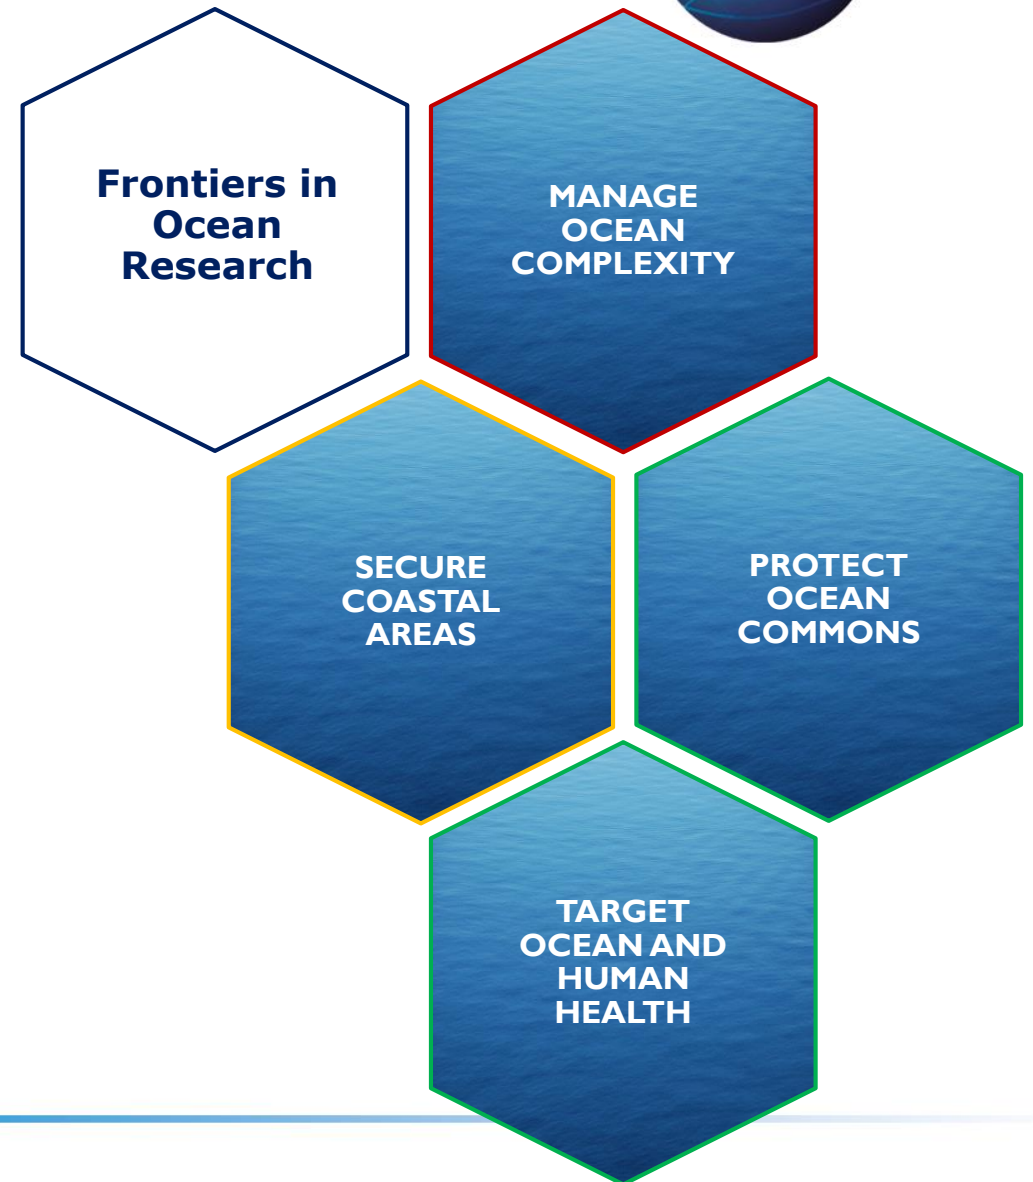 Frontiers in
Ocean
Research
MANAGE
OCEAN
COMPLEXITY
SECURE
COASTAL
AREAS
PROTECT
OCEAN
COMMONS
TARGET
OCEAN AND
HUMAN
HEALTH